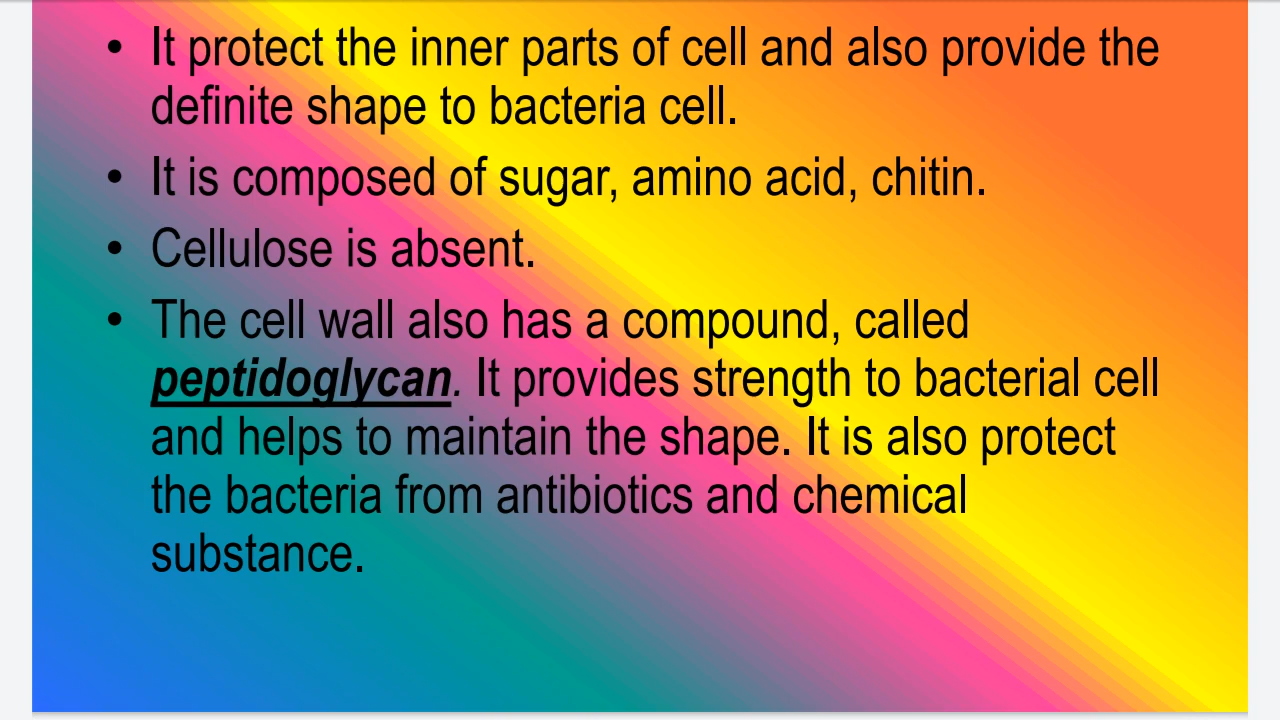 • It protect the inner parts of cell and also provide the
definite shape to bacteria cell.
• It is composed of sugar, amino acid, chitin.
• Cellulose is absent.
• The cell wall also has a compound, called
peptidoglycan. It provides strength to bacterial cell
and helps to maintain the shape. It is also protect
the bacteria from antibiotics and chemical
substance.